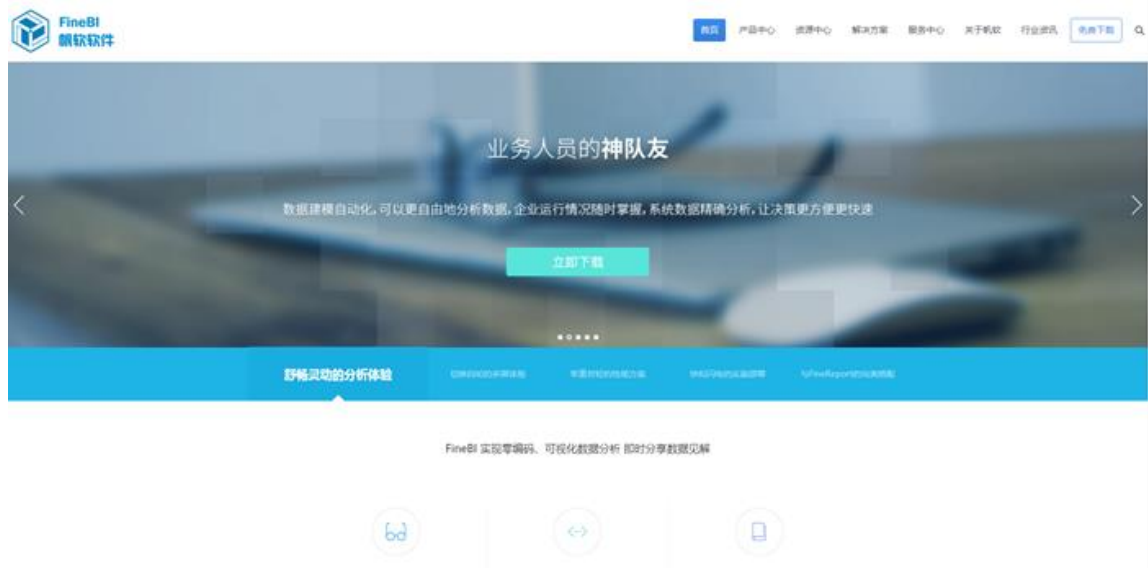 FineBI
帆软软件
首页 产品中心 资源中心 解决方案 服务中心 关于帆软 行业资讯 免费下载
业务人员的神队友
数据建模自动化,可以更自由地分析数据,企业运行情况随时掌握,系统数据精确分析,让决策更方便更快速
立即下载
舒畅灵动的分析体验
FineBI 实现零编码、可视化数据分析 即时分享数据见解